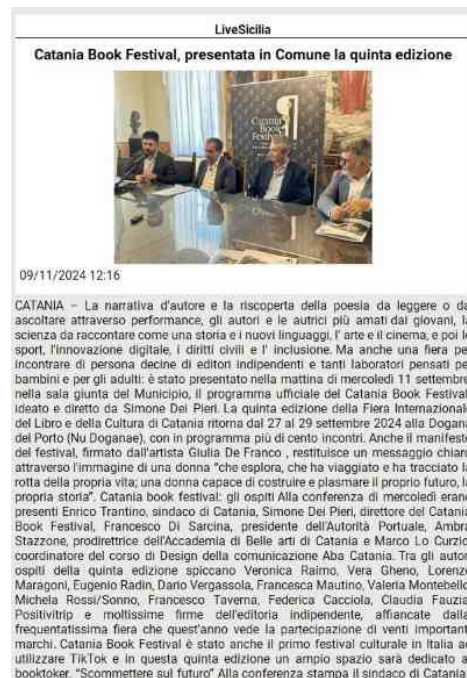 LiveSicilia
Catania Book Festival, presentata in Comune la quinta edizione
Catania
Book
Festival
09/11/2024 12:16
CATANIA – La narrativa d'autore e la riscoperta della poesia da leggere o da
ascoltare attraverso performance, gli autori e le autrici più amati dai giovani, la
scienza da raccontare come una storia e i nuovi linguaggi, l' arte e il cinema, e poi lo
sport, l'innovazione digitale, i diritti civili e l' inclusione. Ma anche una fiera per
incontrare di persona decine di editori indipendenti e tanti laboratori pensati per
bambini e per gli adulti: è stato presentato nella mattina di mercoledì 11 settembre
nella sala giunta del Municipio, il programma ufficiale del Catania Book Festival
ideato e diretto da Simone Dei Pieri. La quinta edizione della Fiera Internazionale
del Libro e della Cultura di Catania ritorna dal 27 al 29 settembre 2024 alla Dogana
del Porto (Nu Doganae), con in programma più di cento incontri. Anche il manifesto
del festival, firmato dall'artista Giulia De Franco , restituisce un messaggio chiaro
attraverso l'immagine di una donna "che esplora, che ha viaggiato e ha tracciato la
rotta della propria vita; una donna capace di costruire e plasmare il proprio futuro, la
propria storia". Catania book festival: gli ospiti Alla conferenza di mercoledì erano
presenti Enrico Trantino, sindaco di Catania, Simone Dei Pieri, direttore del Catania
Book Festival, Francesco Di Sarcina, presidente dell'Autorità Portuale, Ambra
Stazzone, prodirettrice dell'Accademia di Belle arti di Catania e Marco Lo Curzio,
coordinatore del corso di Design della comunicazione Aba Catania. Tra gli autori
ospiti della quinta edizione spiccano Veronica Raimo, Vera Gheno, Lorenzo
Maragoni, Eugenio Radin, Dario Vergassola, Francesca Mautino, Valeria Montebello
Michela Rossi/Sonno, Francesco Taverna, Federica Cacciola, Claudia Fauzia
Positivitrip e moltissime firme dell'editoria indipendente, affiancate dalla
frequentatissima fiera che quest'anno vede la partecipazione di venti importanti
marchi. Catania Book Festival è stato anche il primo festival culturale in Italia ad
utilizzare TikTok e in questa quinta edizione un ampio spazio sarà dedicato ai
booktoker. "Scommettere sul futuro" Alla conferenza stampa il sindaco di Catania